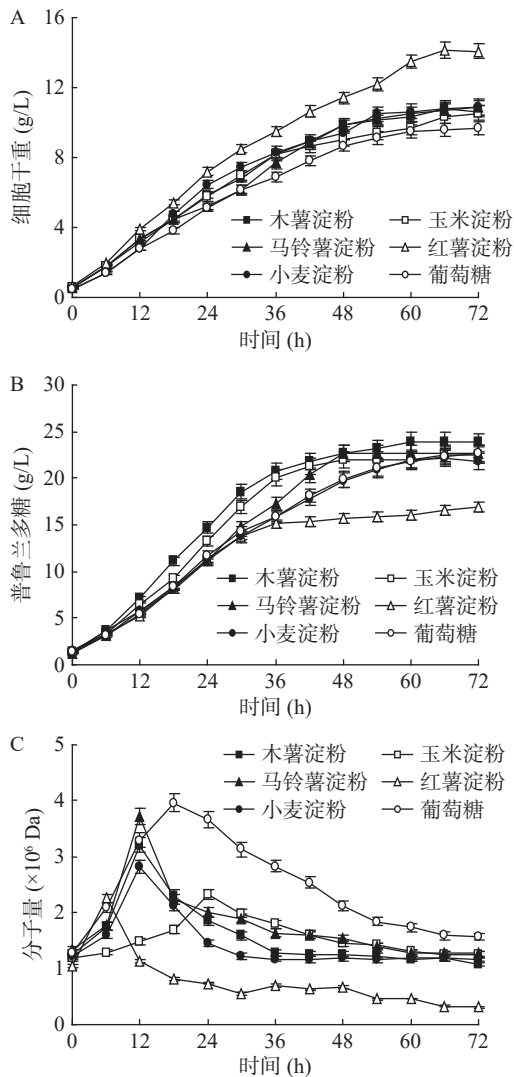 A
细胞干重 (g/L)
16
12
8
4
0
木薯淀粉 玉米淀粉
马铃薯淀粉 红薯淀粉
小麦淀粉 葡萄糖
0 12 24 36 48 60 72
时间 (h)
B
普鲁兰多糖 (g/L)
30
25
20
15
10
5
0
木薯淀粉 玉米淀粉
马铃薯淀粉 红薯淀粉
小麦淀粉 葡萄糖
0 12 24 36 48 60 72
时间 (h)
C
分子量 (×10⁶ Da)
5
4
3
2
1
0
木薯淀粉 玉米淀粉
马铃薯淀粉 红薯淀粉
小麦淀粉 葡萄糖
0 12 24 36 48 60 72
时间 (h)